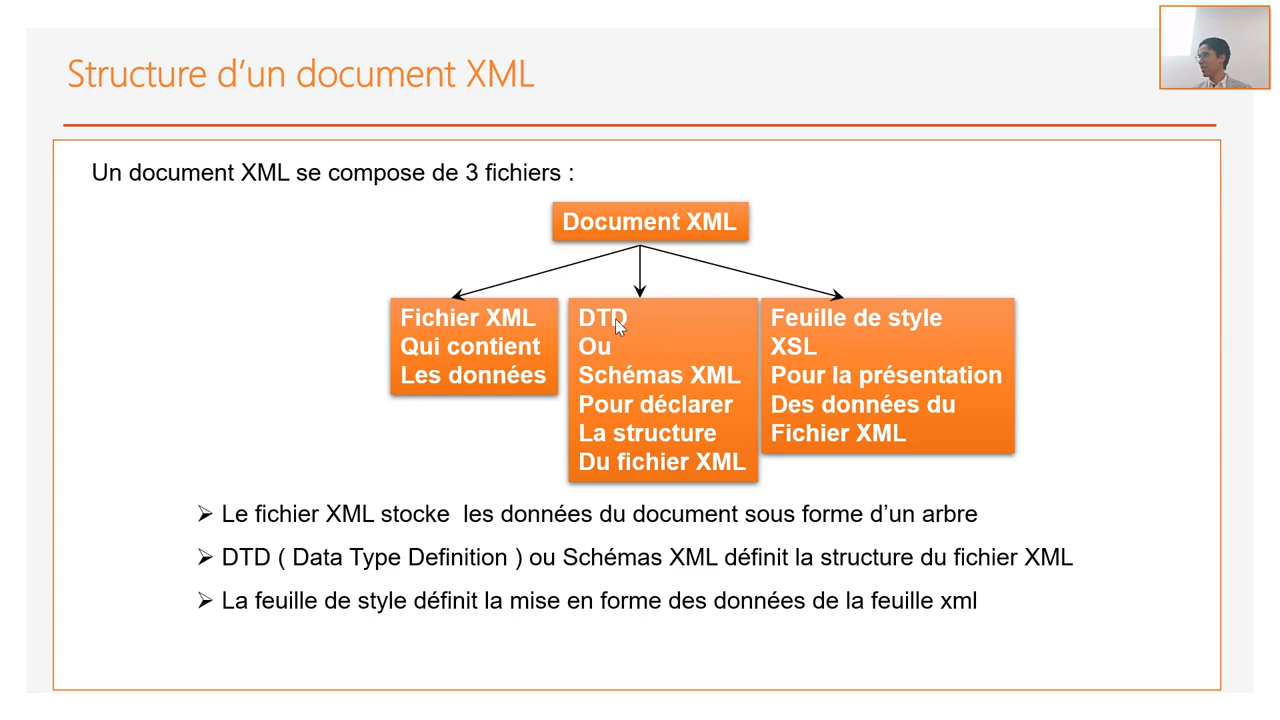 Structure d’un document XML
Un document XML se compose de 3 fichiers :
Document XML
Fichier XML
Qui contient
Les données
DTD
Ou
Schémas XML
Pour déclarer
La structure
Du fichier XML
Feuille de style
XSL
Pour la présentation
Des données du
Fichier XML
➢ Le fichier XML stocke  les données du document sous forme d’un arbre
➢ DTD ( Data Type Definition ) ou Schémas XML définit la structure du fichier XML
➢ La feuille de style définit la mise en forme des données de la feuille xml